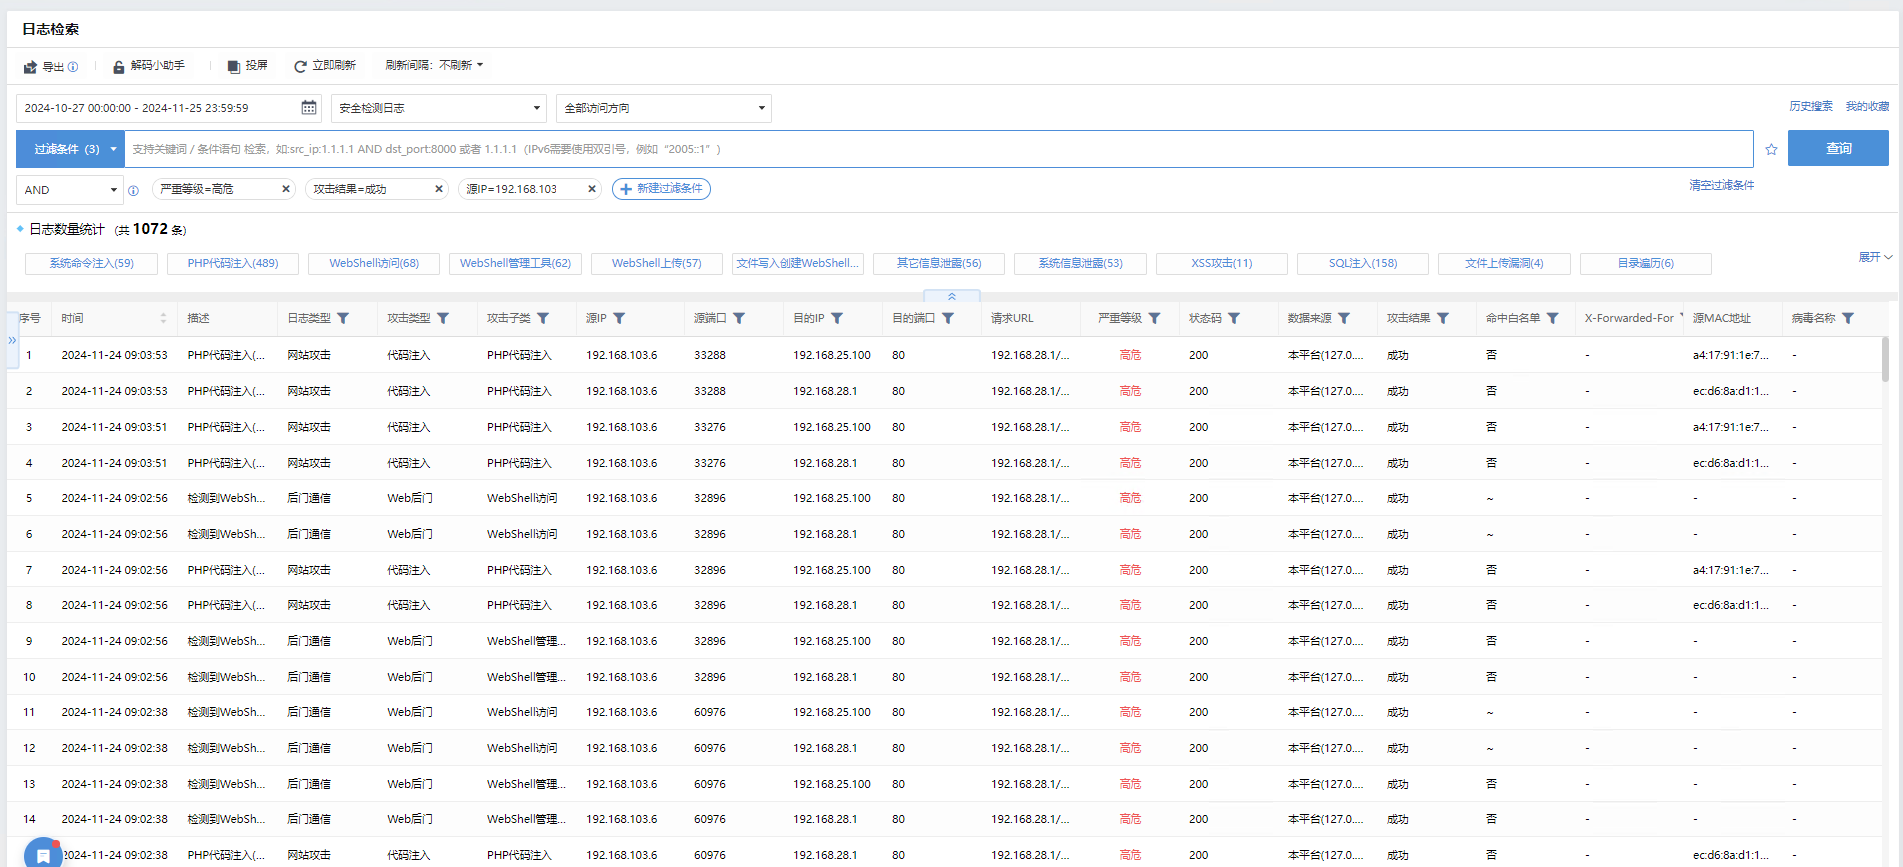 日志检索
导出 解码小助手 投屏 立即刷新 刷新间隔: 不刷新
2024-10-27 00:00:00 - 2024-11-25 23:59:59 安全检测日志 全部访问方向 历史搜索 我的收藏
过滤条件 (3) 支持关键词 / 条件语句 检索，如:src_ip:1.1.1.1 AND dst_port:8000 或者 1.1.1.1（IPv6需要使用双引号，例如“2005::1”） 查询
AND 严重等级=高危 攻击结果=成功 源IP=192.168.103 新建过滤条件 清空过滤条件
日志数量统计 (共 1072 条)
系统命令注入(59) PHP代码注入(489) WebShell访问(68) WebShell管理工具(62) WebShell上传(57) 文件写入创建WebShell... 其它信息泄露(56) 系统信息泄露(53) XSS攻击(11) SQL注入(158) 文件上传漏洞(4) 目录遍历(6) 展开
序号 时间 描述 日志类型 攻击类型 攻击子类 源IP 源端口 目的IP 目的端口 请求URL 严重等级 状态码 数据来源 攻击结果 命中白名单 X-Forwarded-For 源MAC地址 病毒名称
1 2024-11-24 09:03:53 PHP代码注入(... 网站攻击 代码注入 PHP代码注入 192.168.103.6 33288 192.168.25.100 80 192.168.28.1/... 高危 200 本平台(127.0.... 成功 否 - a4:17:91:1e:7... -
2 2024-11-24 09:03:53 PHP代码注入(... 网站攻击 代码注入 PHP代码注入 192.168.103.6 33288 192.168.28.1 80 192.168.28.1/... 高危 200 本平台(127.0.... 成功 否 - ec:d6:8a:d1:1... -
3 2024-11-24 09:03:51 PHP代码注入(... 网站攻击 代码注入 PHP代码注入 192.168.103.6 33276 192.168.25.100 80 192.168.28.1/... 高危 200 本平台(127.0.... 成功 否 - a4:17:91:1e:7... -
4 2024-11-24 09:03:51 PHP代码注入(... 网站攻击 代码注入 PHP代码注入 192.168.103.6 33276 192.168.28.1 80 192.168.28.1/... 高危 200 本平台(127.0.... 成功 否 - ec:d6:8a:d1:1... -
5 2024-11-24 09:02:56 检测到WebSh... 后门通信 Web后门 WebShell访问 192.168.103.6 32896 192.168.25.100 80 192.168.28.1/... 高危 200 本平台(127.0.... 成功 ~ - - -
6 2024-11-24 09:02:56 检测到WebSh... 后门通信 Web后门 WebShell访问 192.168.103.6 32896 192.168.28.1 80 192.168.28.1/... 高危 200 本平台(127.0.... 成功 ~ - - -
7 2024-11-24 09:02:56 PHP代码注入(... 网站攻击 代码注入 PHP代码注入 192.168.103.6 32896 192.168.25.100 80 192.168.28.1/... 高危 200 本平台(127.0.... 成功 否 - a4:17:91:1e:7... -
8 2024-11-24 09:02:56 PHP代码注入(... 网站攻击 代码注入 PHP代码注入 192.168.103.6 32896 192.168.28.1 80 192.168.28.1/... 高危 200 本平台(127.0.... 成功 否 - ec:d6:8a:d1:1... -
9 2024-11-24 09:02:56 检测到WebSh... 后门通信 Web后门 WebShell管理... 192.168.103.6 32896 192.168.25.100 80 192.168.28.1/... 高危 200 本平台(127.0.... 成功 否 - - -
10 2024-11-24 09:02:56 检测到WebSh... 后门通信 Web后门 WebShell管理... 192.168.103.6 32896 192.168.28.1 80 192.168.28.1/... 高危 200 本平台(127.0.... 成功 否 - - -
11 2024-11-24 09:02:38 检测到WebSh... 后门通信 Web后门 WebShell访问 192.168.103.6 60976 192.168.25.100 80 192.168.28.1/... 高危 200 本平台(127.0.... 成功 ~ - - -
12 2024-11-24 09:02:38 检测到WebSh... 后门通信 Web后门 WebShell访问 192.168.103.6 60976 192.168.28.1 80 192.168.28.1/... 高危 200 本平台(127.0.... 成功 ~ - - -
13 2024-11-24 09:02:38 检测到WebSh... 后门通信 Web后门 WebShell管理... 192.168.103.6 60976 192.168.25.100 80 192.168.28.1/... 高危 200 本平台(127.0.... 成功 否 - - -
14 2024-11-24 09:02:38 检测到WebSh... 后门通信 Web后门 WebShell管理... 192.168.103.6 60976 192.168.28.1 80 192.168.28.1/... 高危 200 本平台(127.0.... 成功 否 - - -
2024-11-24 09:02:38 PHP代码注入(... 网站攻击 代码注入 PHP代码注入 192.168.103.6 60976 192.168.28.1 80 192.168.28.1/... 高危 200 本平台(127.0.... 成功 否 - ec:d6:8a:d1:1... -